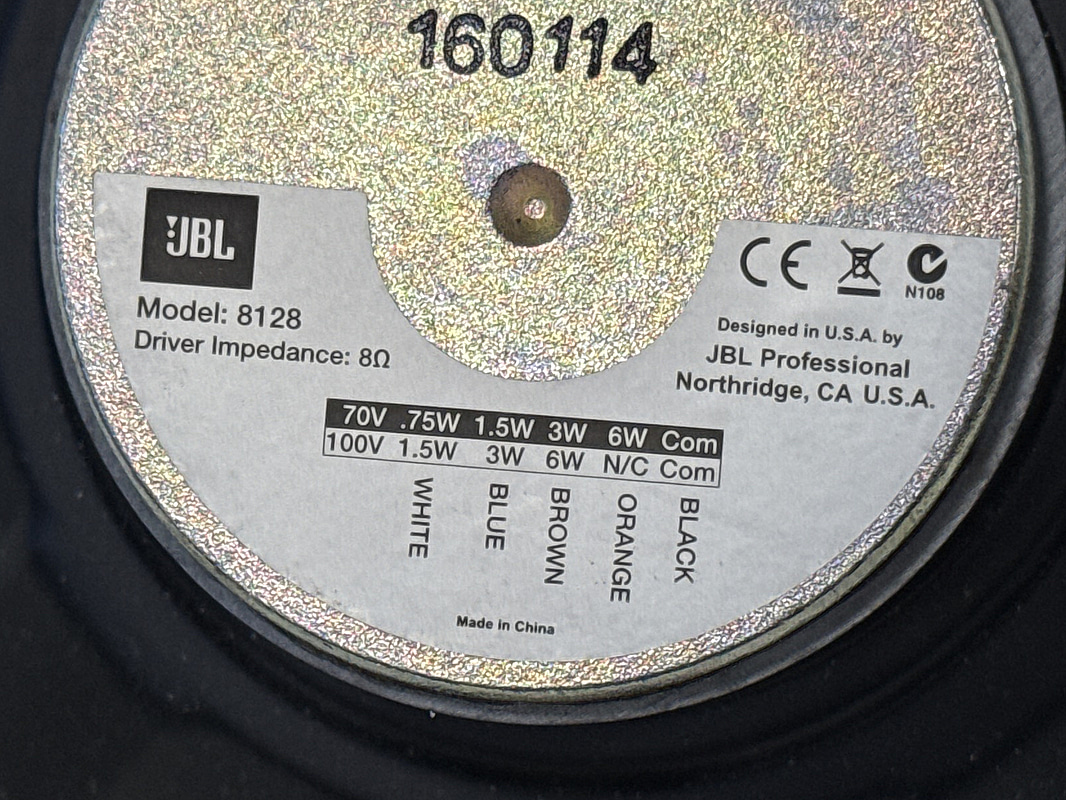 160114
JBL
Model: 8128
Driver Impedance: 8Ω
CE
N108
Designed in U.S.A. by
JBL Professional
Northridge, CA U.S.A.
70V .75W 1.5W 3W 6W Com
100V 1.5W 3W 6W N/C Com
WHITE
BLUE
BROWN
ORANGE
BLACK
Made in China